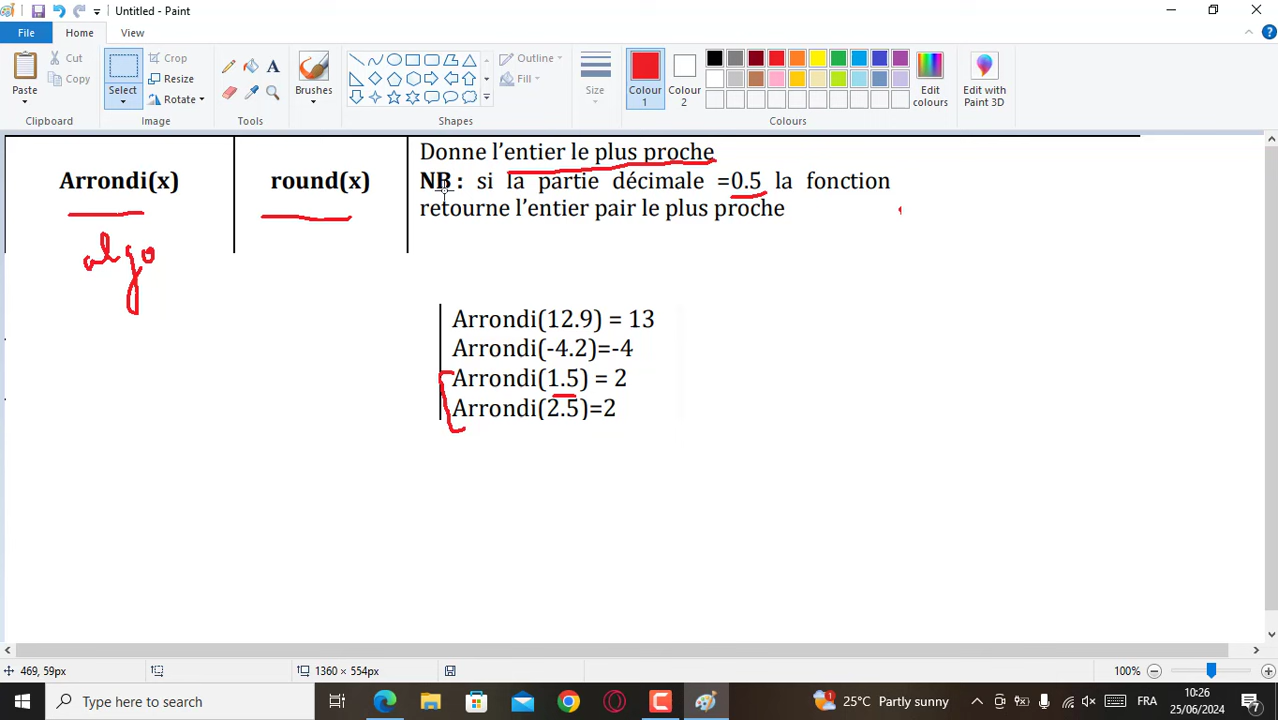 Untitled - Paint
File
Home
View
Paste
Cut
Copy
Clipboard
Select
Crop
Resize
Rotate
Image
Tools
Brushes
Outline
Fill
Shapes
Size
Colour 1
Colour 2
Edit colours
Edit with Paint 3D
Colours
Arrondi(x)
round(x)
Donne l'entier le plus proche
NB : si la partie décimale =0.5 la fonction
retourne l'entier pair le plus proche
algo
Arrondi(12.9) = 13
Arrondi(-4.2)=-4
Arrondi(1.5) = 2
Arrondi(2.5)=2
469, 59px
1360 × 554px
100%
Type here to search
25°C Partly sunny
FRA
10:26
25/06/2024